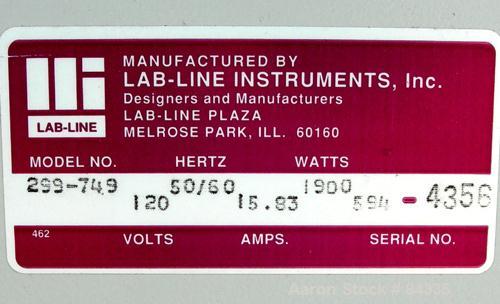 MANUFACTURED BY
LAB-LINE INSTRUMENTS, Inc.
Designers and Manufacturers
LAB-LINE PLAZA
MELROSE PARK, ILL. 60160
LAB-LINE
MODEL NO. HERTZ WATTS
299-749 50/60 1900
120 15.83 594-4356
462 VOLTS AMPS. SERIAL NO.
Aaron Stock # 84335